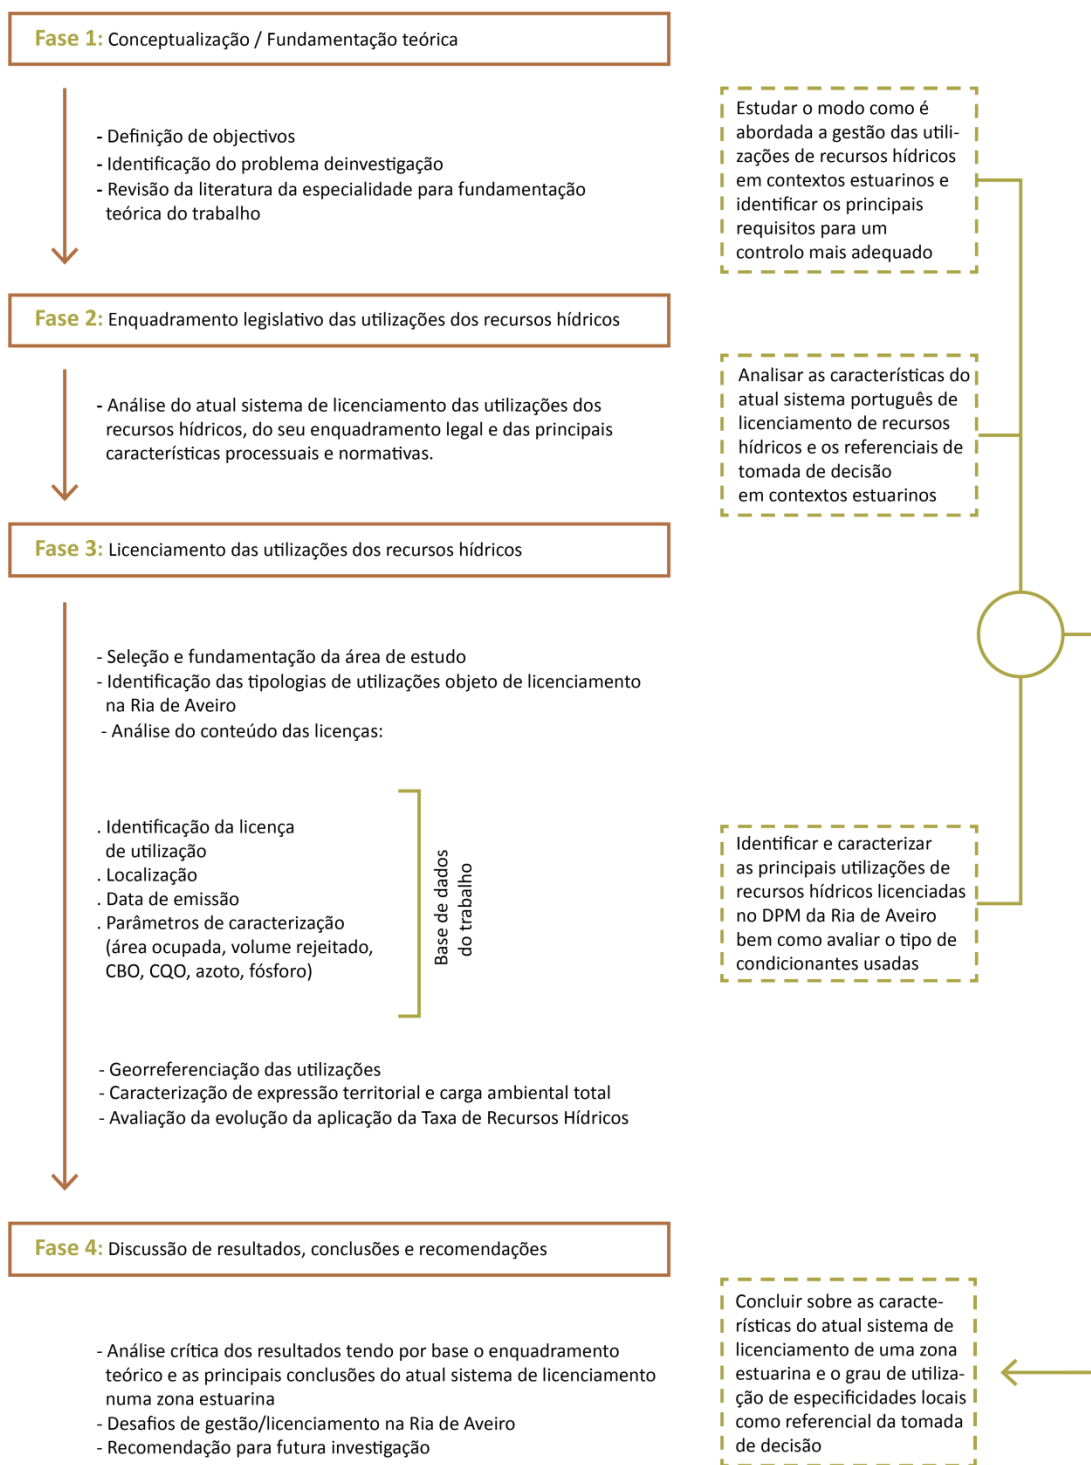 Fase 1: Conceptualização / Fundamentação teórica
- Definição de objectivos
- Identificação do problema deinvestigação
- Revisão da literatura da especialidade para fundamentação
teórica do trabalho
Estudar o modo como é
abordada a gestão das utili-
zações de recursos hídricos
em contextos estuarinos e
identificar os principais
requisitos para um
controlo mais adequado
Fase 2: Enquadramento legislativo das utilizações dos recursos hídricos
- Análise do atual sistema de licenciamento das utilizações dos
recursos hídricos, do seu enquadramento legal e das principais
características processuais e normativas.
Analisar as características do
atual sistema português de
licenciamento de recursos
hídricos e os referenciais de
tomada de decisão
em contextos estuarinos
Fase 3: Licenciamento das utilizações dos recursos hídricos
- Seleção e fundamentação da área de estudo
- Identificação das tipologias de utilizações objeto de licenciamento
na Ria de Aveiro
- Análise do conteúdo das licenças:
. Identificação da licença
de utilização
. Localização
. Data de emissão
. Parâmetros de caracterização
(área ocupada, volume rejeitado,
CBO, CQO, azoto, fósforo)
Base de dados
do trabalho
Identificar e caracterizar
as principais utilizações de
recursos hídricos licenciadas
no DPM da Ria de Aveiro
bem como avaliar o tipo de
condicionantes usadas
- Georreferenciação das utilizações
- Caracterização de expressão territorial e carga ambiental total
- Avaliação da evolução da aplicação da Taxa de Recursos Hídricos
Fase 4: Discussão de resultados, conclusões e recomendações
- Análise crítica dos resultados tendo por base o enquadramento
teórico e as principais conclusões do atual sistema de licenciamento
numa zona estuarina
- Desafios de gestão/licenciamento na Ria de Aveiro
- Recomendação para futura investigação
Concluir sobre as caracte-
rísticas do atual sistema de
licenciamento de uma zona
estuarina e o grau de utiliza-
ção de especificidades locais
como referencial da tomada
de decisão